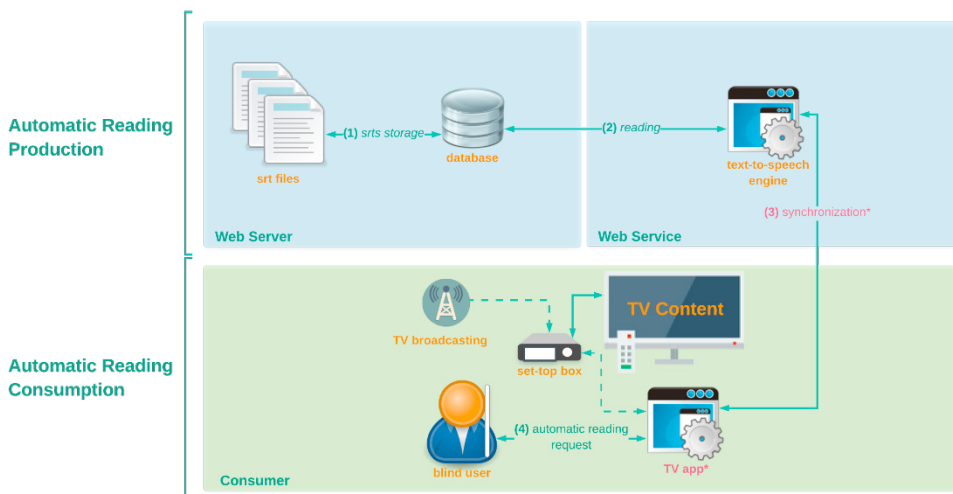 Automatic Reading
Production
(1) srts storage
srt files
database
(2) reading
text-to-speech
engine
(3) synchronization*
Web Server
Web Service
Automatic Reading
Consumption
TV Content
TV broadcasting
set-top box
(4) automatic reading
request
blind user
TV app*
Consumer